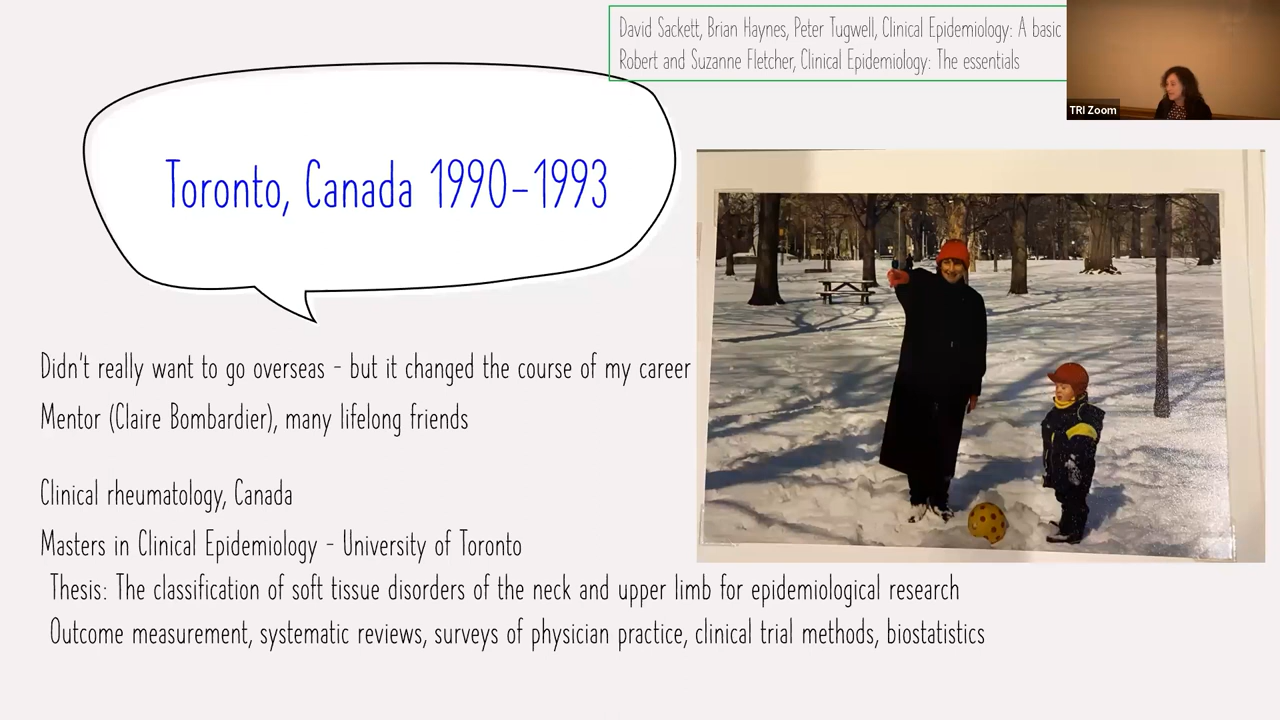 David Sackett, Brian Haynes, Peter Tugwell, Clinical Epidemiology: A basic
Robert and Suzanne Fletcher, Clinical Epidemiology: The essentials
TRI Zoom
Toronto, Canada 1990-1993
Didn't really want to go overseas - but it changed the course of my career
Mentor (Claire Bombardier), many lifelong friends
Clinical rheumatology, Canada
Masters in Clinical Epidemiology - University of Toronto
Thesis: The classification of soft tissue disorders of the neck and upper limb for epidemiological research
Outcome measurement, systematic reviews, surveys of physician practice, clinical trial methods, biostatistics